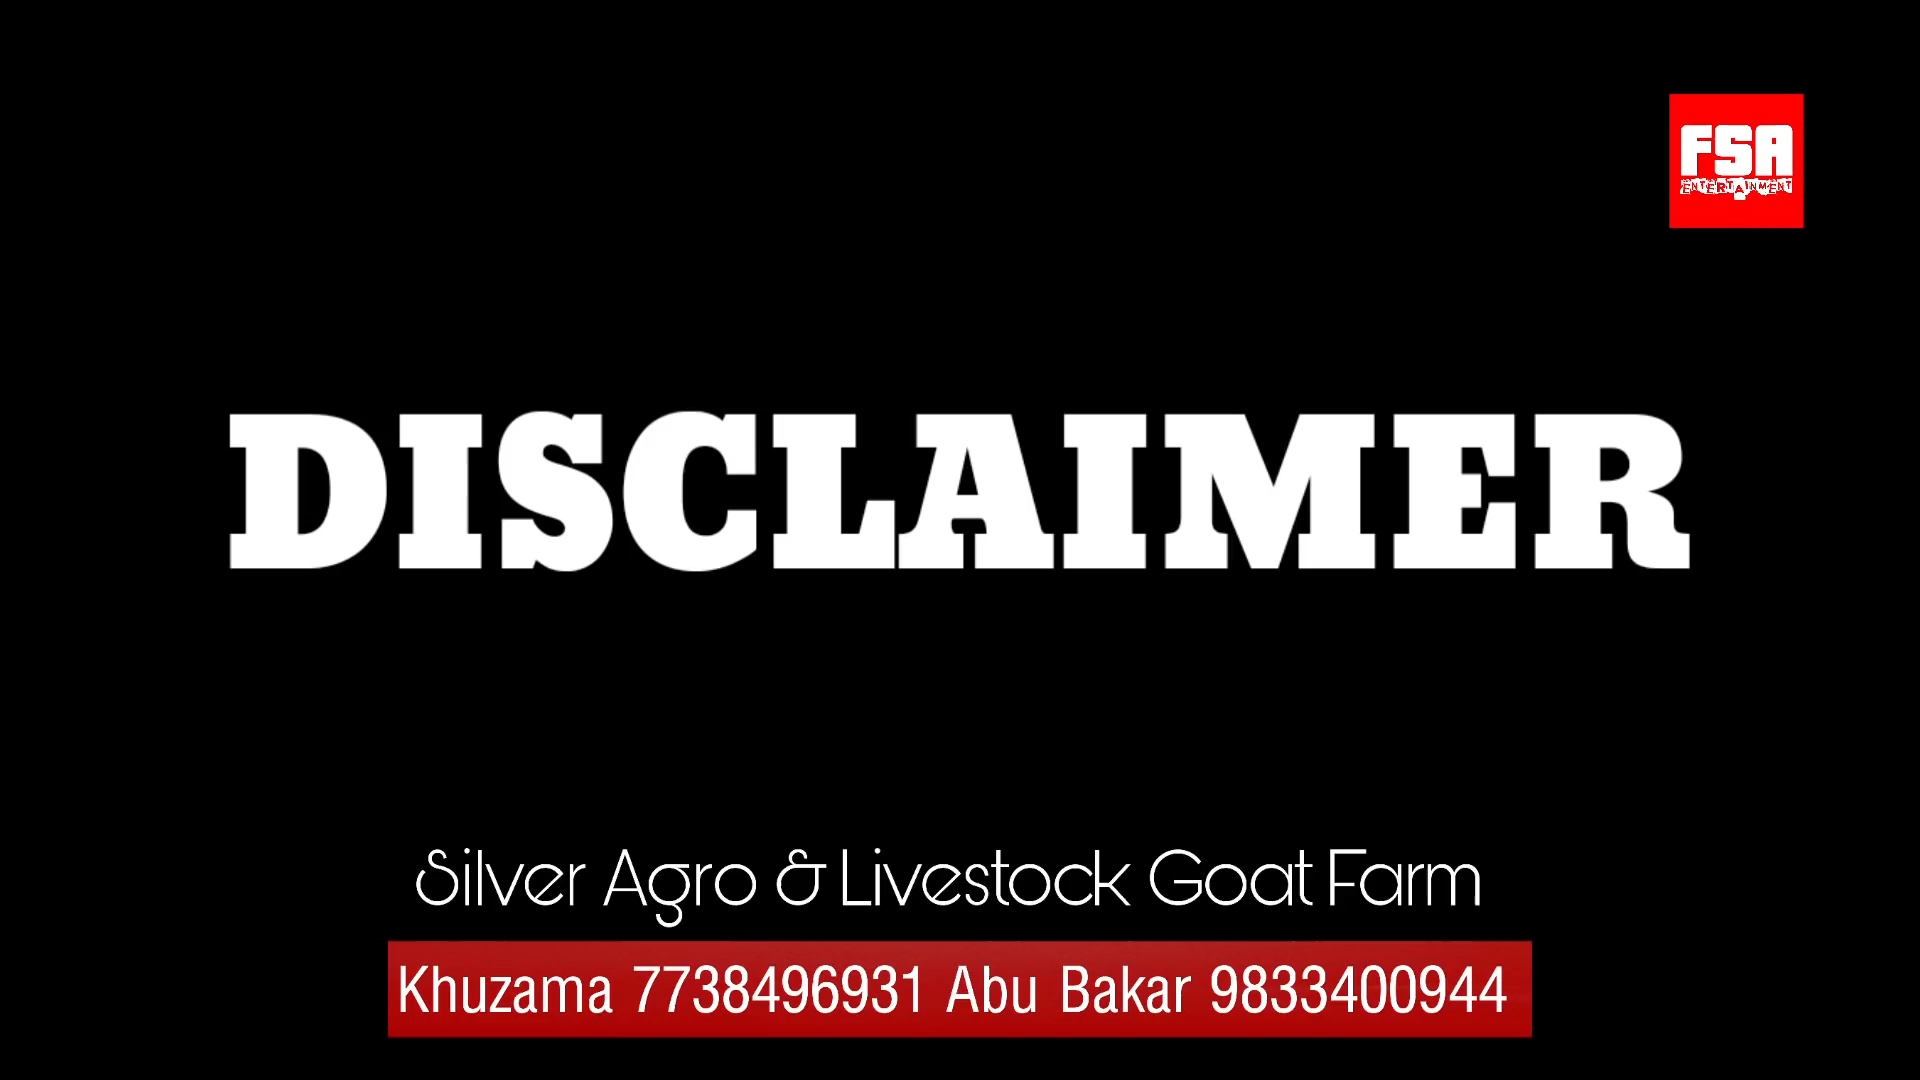 FSA
ENTERTAINMENT
DISCLAIMER
Silver Agro & Livestock Goat Farm
Khuzama 7738496931 Abu Bakar 9833400944